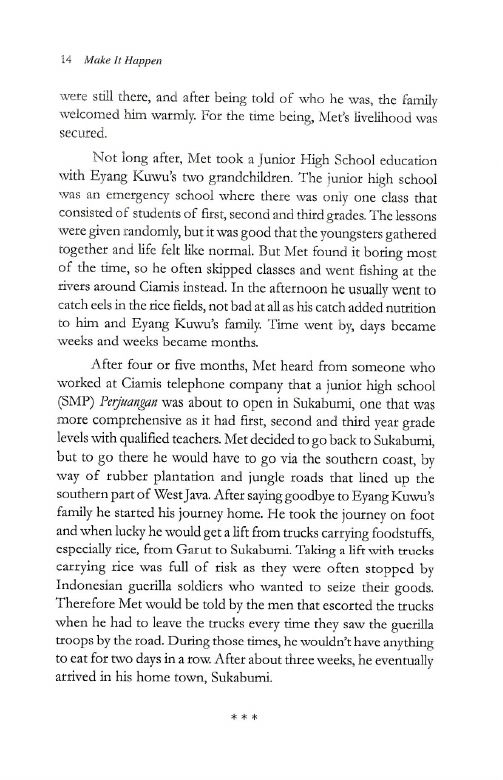 14 Make It Happen
were still there, and after being told of who he was, the family
welcomed him warmly. For the time being, Met's livelihood was
secured.
Not long after, Met took a Junior High School education
with Eyang Kuwu's two grandchildren. The junior high school
was an emergency school where there was only one class that
consisted of students of first, second and third grades. The lessons
were given randomly, but it was good that the youngsters gathered
together and life felt like normal. But Met found it boring most
of the time, so he often skipped classes and went fishing at the
rivers around Ciamis instead. In the afternoon he usually went to
catch eels in the rice fields, not bad at all as his catch added nutrition
to him and Eyang Kuwu's family. Time went by, days became
weeks and weeks became months.
After four or five months, Met heard from someone who
worked at Ciamis telephone company that a junior high school
(SMP) Perjuangan was about to open in Sukabumi, one that was
more comprehensive as it had first, second and third year grade
levels with qualified teachers. Met decided to go back to Sukabumi,
but to go there he would have to go via the southern coast, by
way of rubber plantation and jungle roads that lined up the
southern part of West Java. After saying goodbye to Eyang Kuwu's
family he started his journey home. He took the journey on foot
and when lucky he would get a lift from trucks carrying foodstuffs,
especially rice, from Garut to Sukabumi. Taking a lift with trucks
carrying rice was full of risk as they were often stopped by
Indonesian guerilla soldiers who wanted to seize their goods.
Therefore Met would be told by the men that escorted the trucks
when he had to leave the trucks every time they saw the guerilla
troops by the road. During those times, he wouldn't have anything
to eat for two days in a row. After about three weeks, he eventually
arrived in his home town, Sukabumi.
* * *